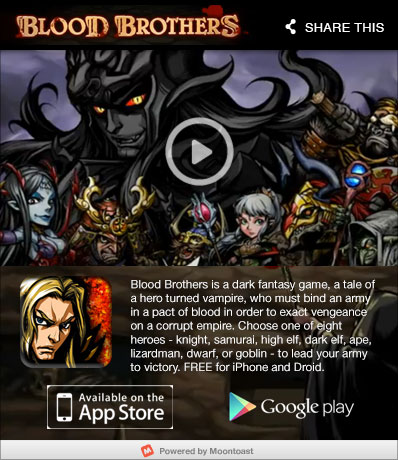 BLOOD BROTHERS
SHARE THIS
Blood Brothers is a dark fantasy game, a tale of
a hero turned vampire, who must bind an army
in a pact of blood in order to exact vengeance
on a corrupt empire. Choose one of eight
heroes - knight, samurai, high elf, dark elf, ape,
lizardman, dwarf, or goblin - to lead your army
to victory. FREE for iPhone and Droid.
Available on the
App Store
Google play
M Powered by Moontoast